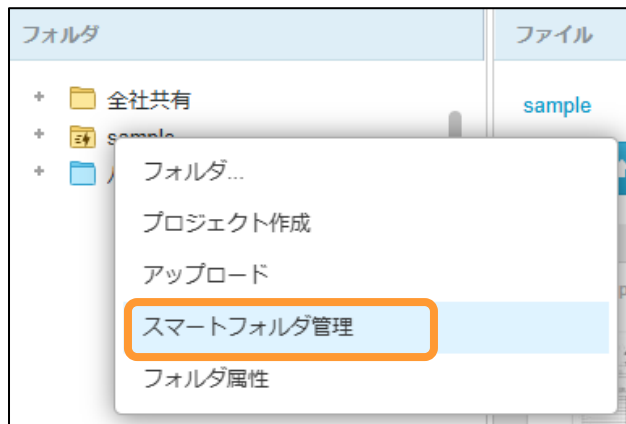 フォルダ
ファイル
全社共有
sample
sample
フォルダ...
プロジェクト作成
アップロード
スマートフォルダ管理
フォルダ属性